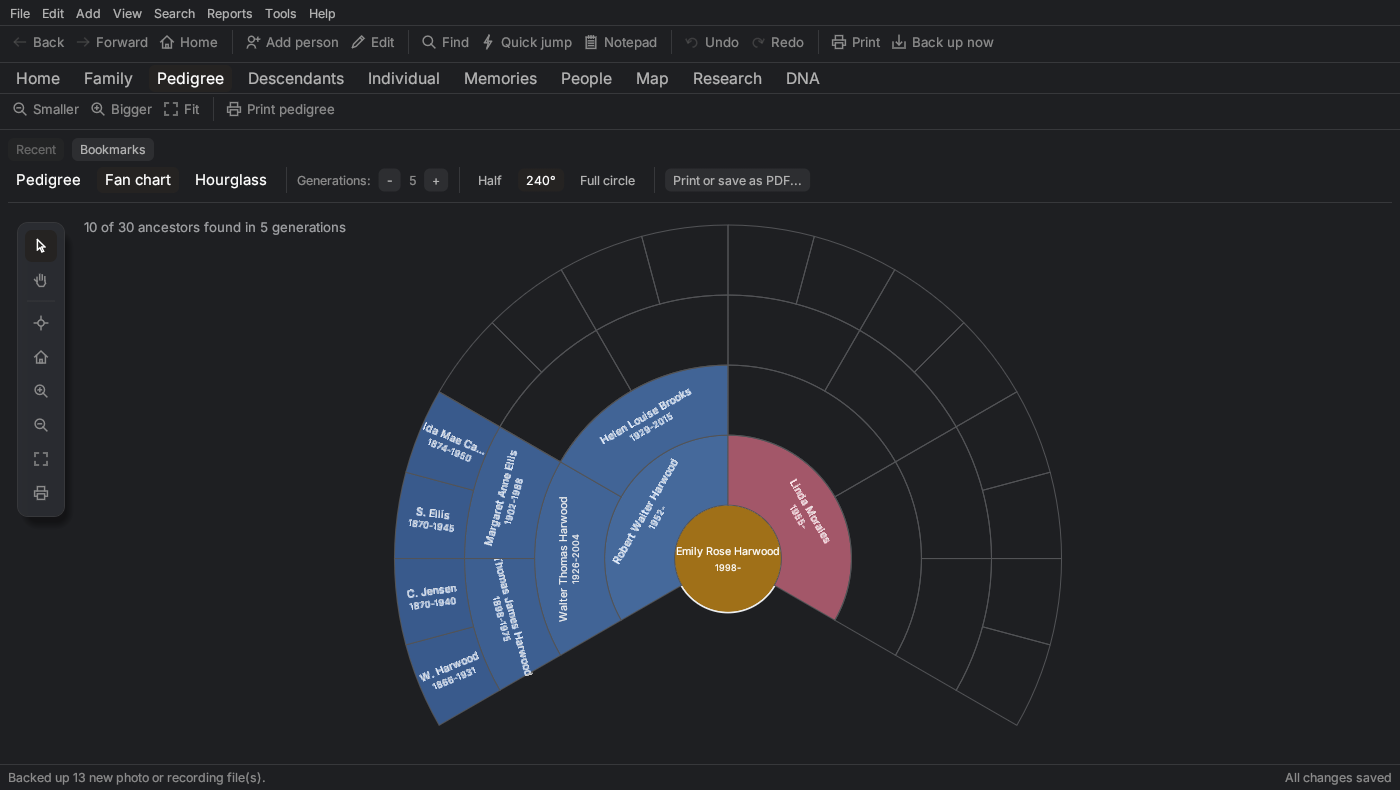 File Edit Add View Search Reports Tools Help
Back Forward Home Add person Edit Find Quick jump Notepad Undo Redo Print Back up now
Home Family Pedigree Descendants Individual Memories People Map Research DNA
Smaller Bigger Fit Print pedigree
Recent Bookmarks
Pedigree Fan chart Hourglass Generations: - 5 + Half 240° Full circle Print or save as PDF...
10 of 30 ancestors found in 5 generations
Helen Louise Brooks
1929-2015
Ida Mae Ca...
1874-1950
Margaret Anne Ellis
1902-1988
S. Ellis
1870-1945
Walter Thomas Harwood
1926-2004
Robert Walter Harwood
1952-
Linda Morales
1955-
Emily Rose Harwood
1998-
C. Jensen
1870-1940
Thomas James Harwood
1898-1975
W. Harwood
1866-1931
Backed up 13 new photo or recording file(s).
All changes saved